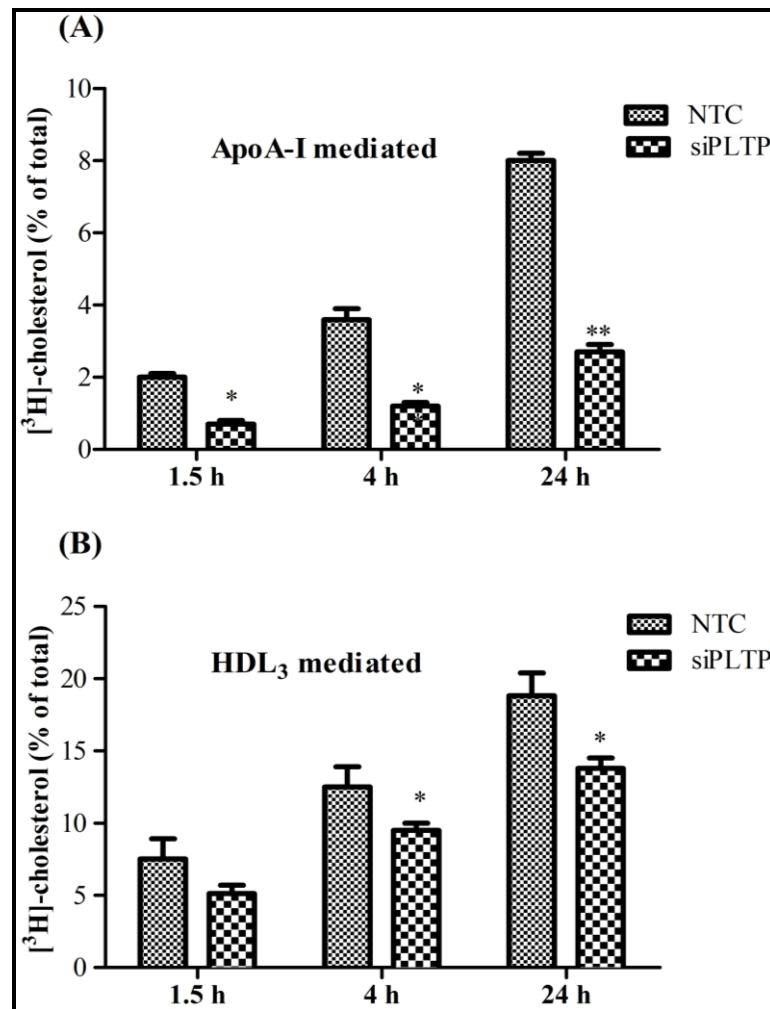 (A)
[³H]-cholesterol (% of total)
10
8
6
4
2
0
ApoA-I mediated
NTC
siPLTP
*
*
*
**
1.5 h
4 h
24 h
(B)
[³H]-cholesterol (% of total)
25
20
15
10
5
0
HDL₃ mediated
NTC
siPLTP
*
*
1.5 h
4 h
24 h